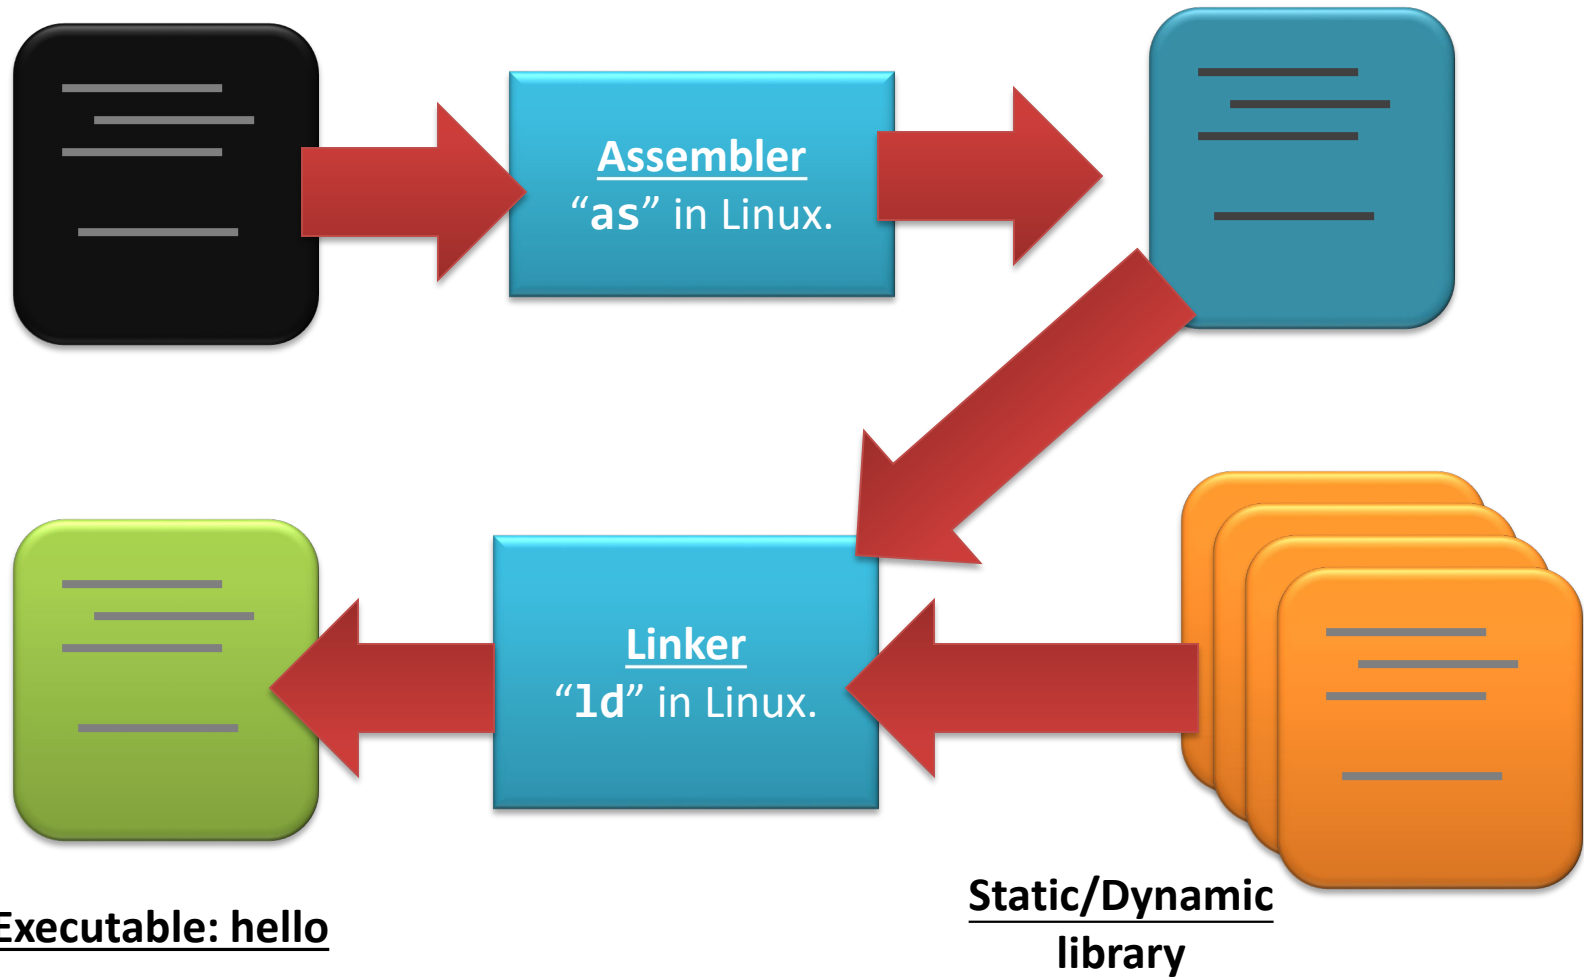 Assembler
“as” in Linux.
Linker
“ld” in Linux.
Static/Dynamic
library
Executable: hello